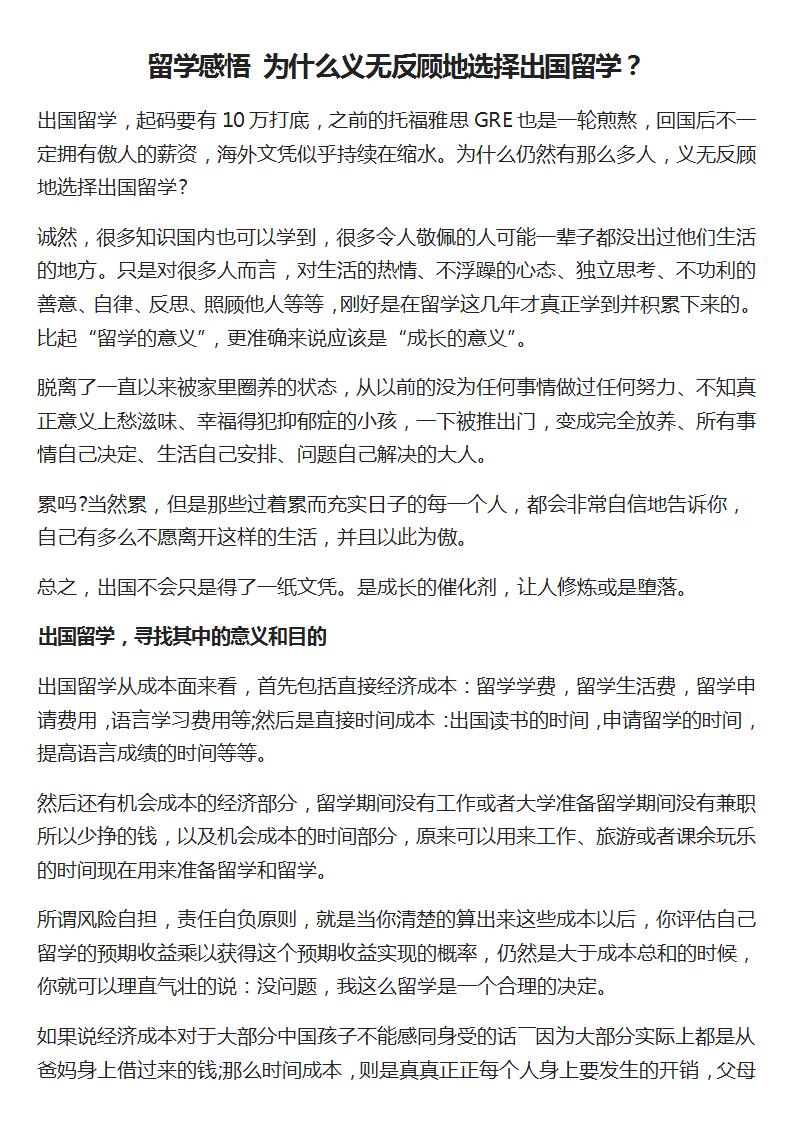 留学感悟 为什么义无反顾地选择出国留学？
出国留学，起码要有 10 万打底，之前的托福雅思 GRE 也是一轮煎熬，回国后不一
定拥有傲人的薪资，海外文凭似乎持续在缩水。为什么仍然有那么多人，义无反顾
地选择出国留学?
诚然，很多知识国内也可以学到，很多令人敬佩的人可能一辈子都没出过他们生活
的地方。只是对很多人而言，对生活的热情、不浮躁的心态、独立思考、不功利的
善意、自律、反思、照顾他人等等，刚好是在留学这几年才真正学到并积累下来的。
比起“留学的意义”，更准确来说应该是“成长的意义”。
脱离了一直以来被家里圈养的状态，从以前的没为任何事情做过任何努力、不知真
正意义上愁滋味、幸福得犯抑郁症的小孩，一下被推出门，变成完全放养、所有事
情自己决定、生活自己安排、问题自己解决的大人。
累吗?当然累，但是那些过着累而充实日子的每一个人，都会非常自信地告诉你，
自己有多么不愿离开这样的生活，并且以此为傲。
总之，出国不会只是得了一纸文凭。是成长的催化剂，让人修炼或是堕落。
出国留学，寻找其中的意义和目的
出国留学从成本面来看，首先包括直接经济成本：留学学费，留学生活费，留学申
请费用，语言学习费用等;然后是直接时间成本：出国读书的时间，申请留学的时间，
提高语言成绩的时间等等。
然后还有机会成本的经济部分，留学期间没有工作或者大学准备留学期间没有兼职
所以少挣的钱，以及机会成本的时间部分，原来可以用来工作、旅游或者课余玩乐
的时间现在用来准备留学和留学。
所谓风险自担，责任自负原则，就是当你清楚的算出来这些成本以后，你评估自己
留学的预期收益乘以获得这个预期收益实现的概率，仍然是大于成本总和的时候，
你就可以理直气壮的说：没问题，我这么留学是一个合理的决定。
如果说经济成本对于大部分中国孩子不能感同身受的话￣因为大部分实际上都是从
爸妈身上借过来的钱;那么时间成本，则是真真正正每个人身上要发生的开销，父母